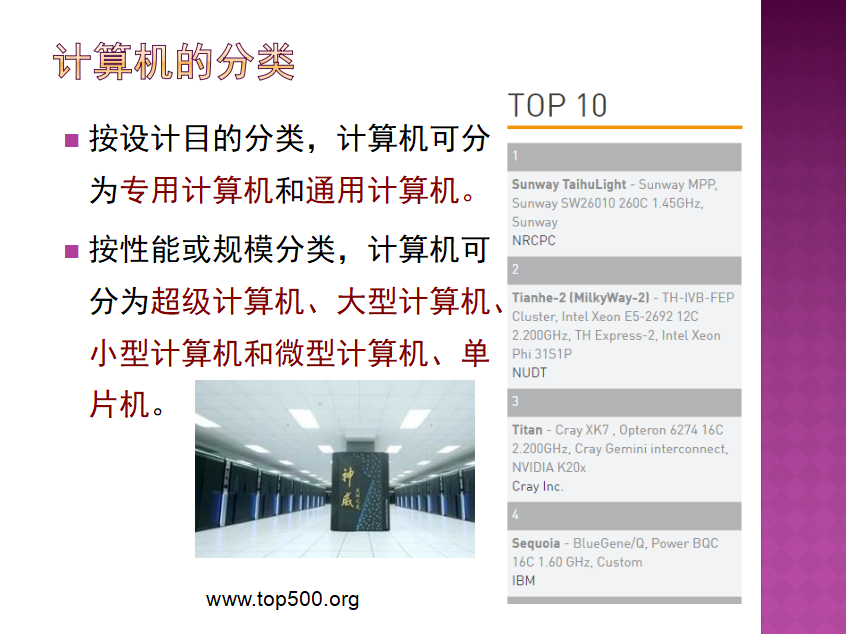 计算机的分类
按设计目的分类，计算机可分
为专用计算机和通用计算机。
按性能或规模分类，计算机可
分为超级计算机、大型计算机、
小型计算机和微型计算机、单
片机。
神威
www.top500.org
TOP 10
1
Sunway TaihuLight - Sunway MPP,
Sunway SW26010 260C 1.45GHz,
Sunway
NRCPC
2
Tianhe-2 (MilkyWay-2) - TH-IVB-FEP
Cluster, Intel Xeon E5-2692 12C
2.200GHz, TH Express-2, Intel Xeon
Phi 31S1P
NUDT
3
Titan - Cray XK7 , Opteron 6274 16C
2.200GHz, Cray Gemini interconnect,
NVIDIA K20x
Cray Inc.
4
Sequoia - BlueGene/Q, Power BQC
16C 1.60 GHz, Custom
IBM